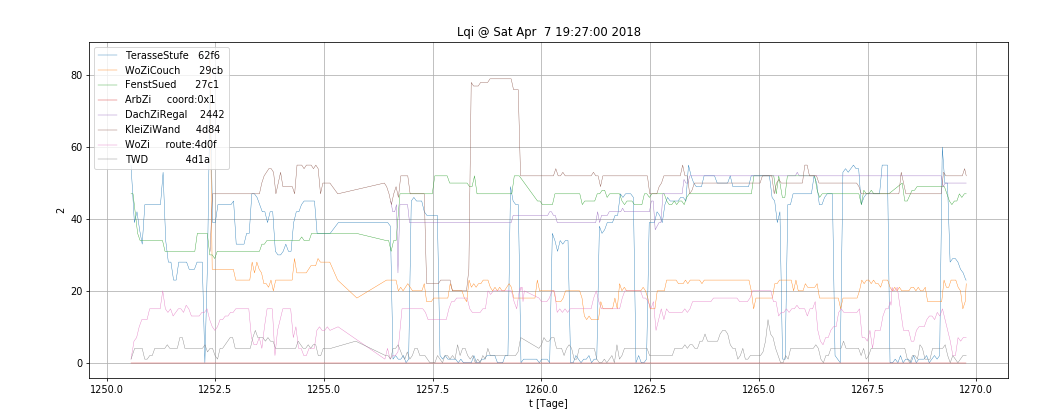 Lqi @ Sat Apr  7 19:27:00 2018
TerasseStufe   62f6
WoZiCouch      29cb
FenstSued      27c1
ArbZi     coord:0x1
DachZiRegal    2442
KleiZiWand     4d84
WoZi     route:4d0f
TWD            4d1a
80
60
40
20
0
2
1250.0 1252.5 1255.0 1257.5 1260.0 1262.5 1265.0 1267.5 1270.0
t [Tage]